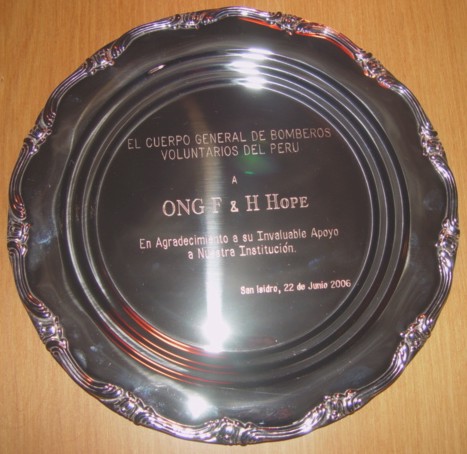 EL CUERPO GENERAL DE BOMBEROS
VOLUNTARIOS DEL PERU
A
ONG F & H HOPE
En Agradecimiento a su Invaluable Apoyo
a Nuestra Institución.
San Isidro, 22 de Junio 2006